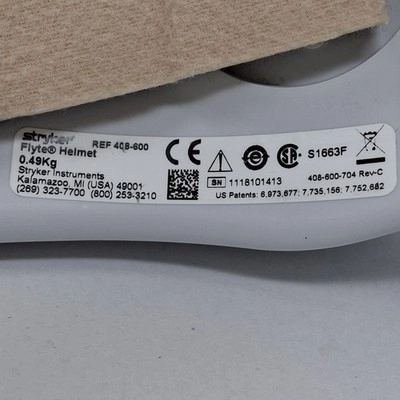 stryker REF 408-600
Flyte® Helmet
0.49Kg
Stryker Instruments
Kalamazoo, MI (USA) 49001
(269) 323-7700 (800) 253-3210
CE
SN 1118101413
S1663F
408-600-704 Rev-C
US Patents: 6,973,677; 7,735,156; 7,752,682